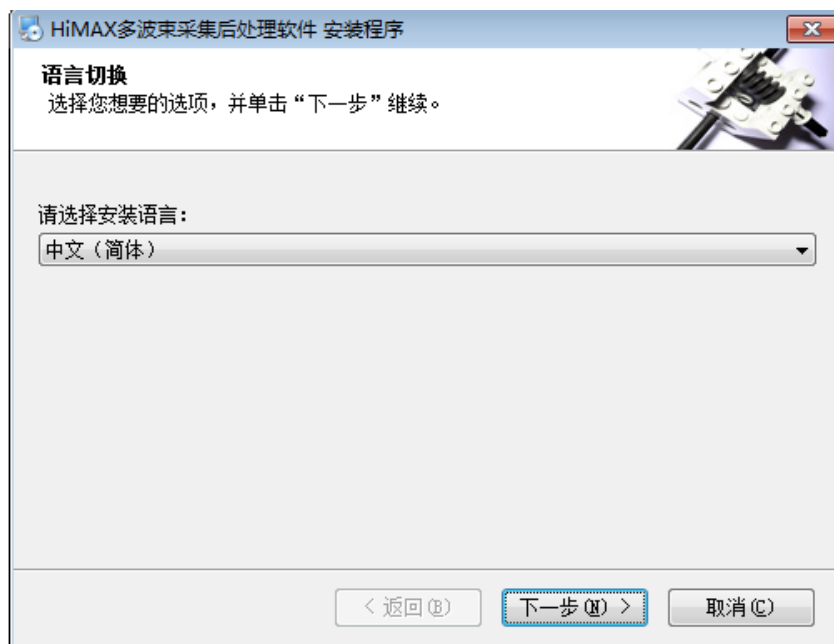 HiMAX多波束采集后处理软件 安装程序
语言切换
选择您想要的选项，并单击“下一步”继续。
请选择安装语言：
中文（简体）
< 返回(B)
下一步(N) >
取消(C)